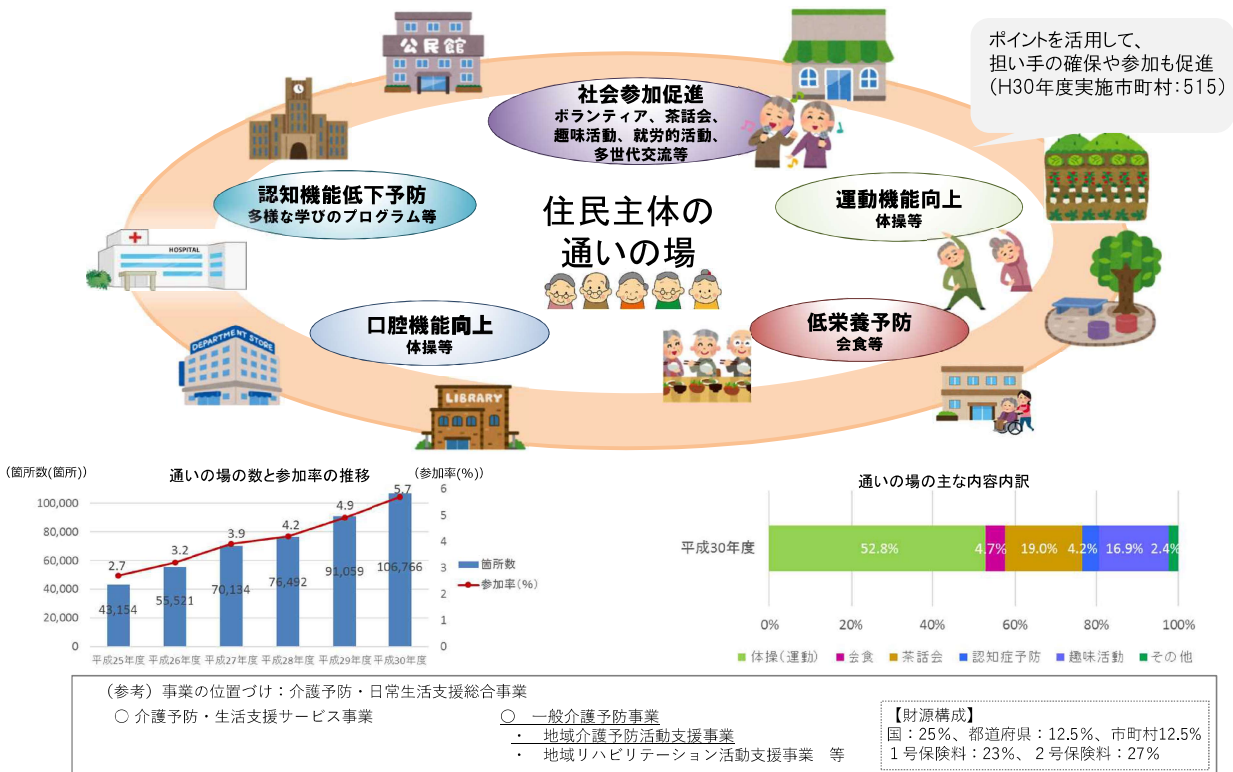 ポイントを活用して、
担い手の確保や参加も促進
(H30年度実施市町村:515)
公民館
社会参加促進
ボランティア、茶話会、
趣味活動、就労的活動、
多世代交流等
認知機能低下予防
多様な学びのプログラム等
住民主体の
通いの場
運動機能向上
体操等
HOSPITAL
口腔機能向上
体操等
低栄養予防
会食等
DEPARTMENT STORE
LIBRARY
(箇所数(箇所))
通いの場の数と参加率の推移
(参加率(%))
100,000
80,000
60,000
40,000
20,000
0
6
5
4
3
2
1
0
2.7
3.2
3.9
4.2
4.9
5.7
43,154
55,521
70,134
76,492
91,059
106,766
平成25年度 平成26年度 平成27年度 平成28年度 平成29年度 平成30年度
箇所数
参加率(%)
通いの場の主な内容内訳
平成30年度
52.8% 4.7% 19.0% 4.2% 16.9% 2.4%
0% 20% 40% 60% 80% 100%
体操(運動) 会食 茶話会 認知症予防 趣味活動 その他
(参考)事業の位置づけ:介護予防・日常生活支援総合事業
○ 介護予防・生活支援サービス事業
○ 一般介護予防事業
・ 地域介護予防活動支援事業
・ 地域リハビリテーション活動支援事業 等
【財源構成】
国:25%、都道府県:12.5%、市町村12.5%
1号保険料:23%、2号保険料:27%